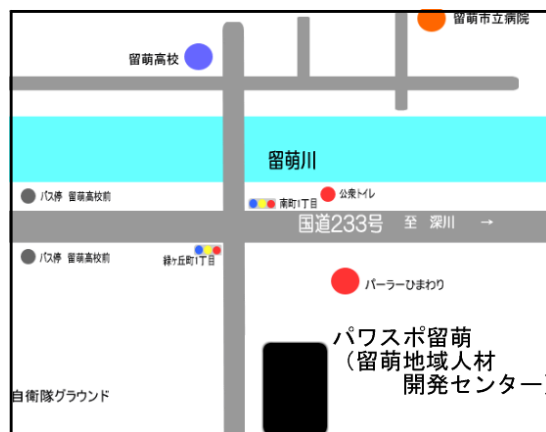 留萌市立病院
留萌高校
留萌川
バス停 留萌高校前
公衆トイレ
南町1丁目
国道233号 至 深川 →
緑ヶ丘町1丁目
バス停 留萌高校前
パーラーひまわり
パワスポ留萌
（留萌地域人材
開発センター）
自衛隊グラウンド